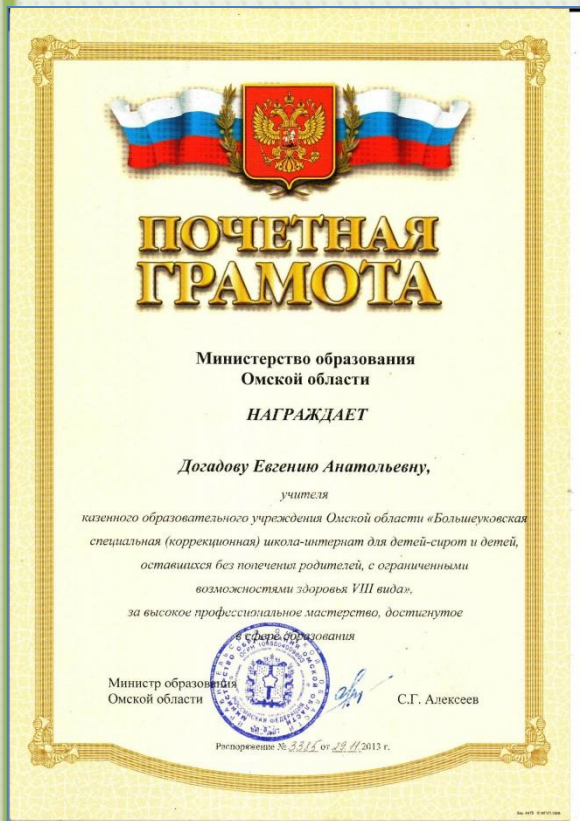 ПОЧЕТНАЯ
ГРАМОТА
Министерство образования
Омской области
НАГРАЖДАЕТ
Догадову Евгению Анатольевну,
учителя
казенного образовательного учреждения Омской области «Большеуковская
специальная (коррекционная) школа-интернат для детей-сирот и детей,
оставшихся без попечения родителей, с ограниченными
возможностями здоровья VIII вида»,
за высокое профессиональное мастерство, достигнутое
в сфере образования
Министр образования
Омской области
С.Г. Алексеев
Распоряжение № 3385 от 29.11.2013 г.